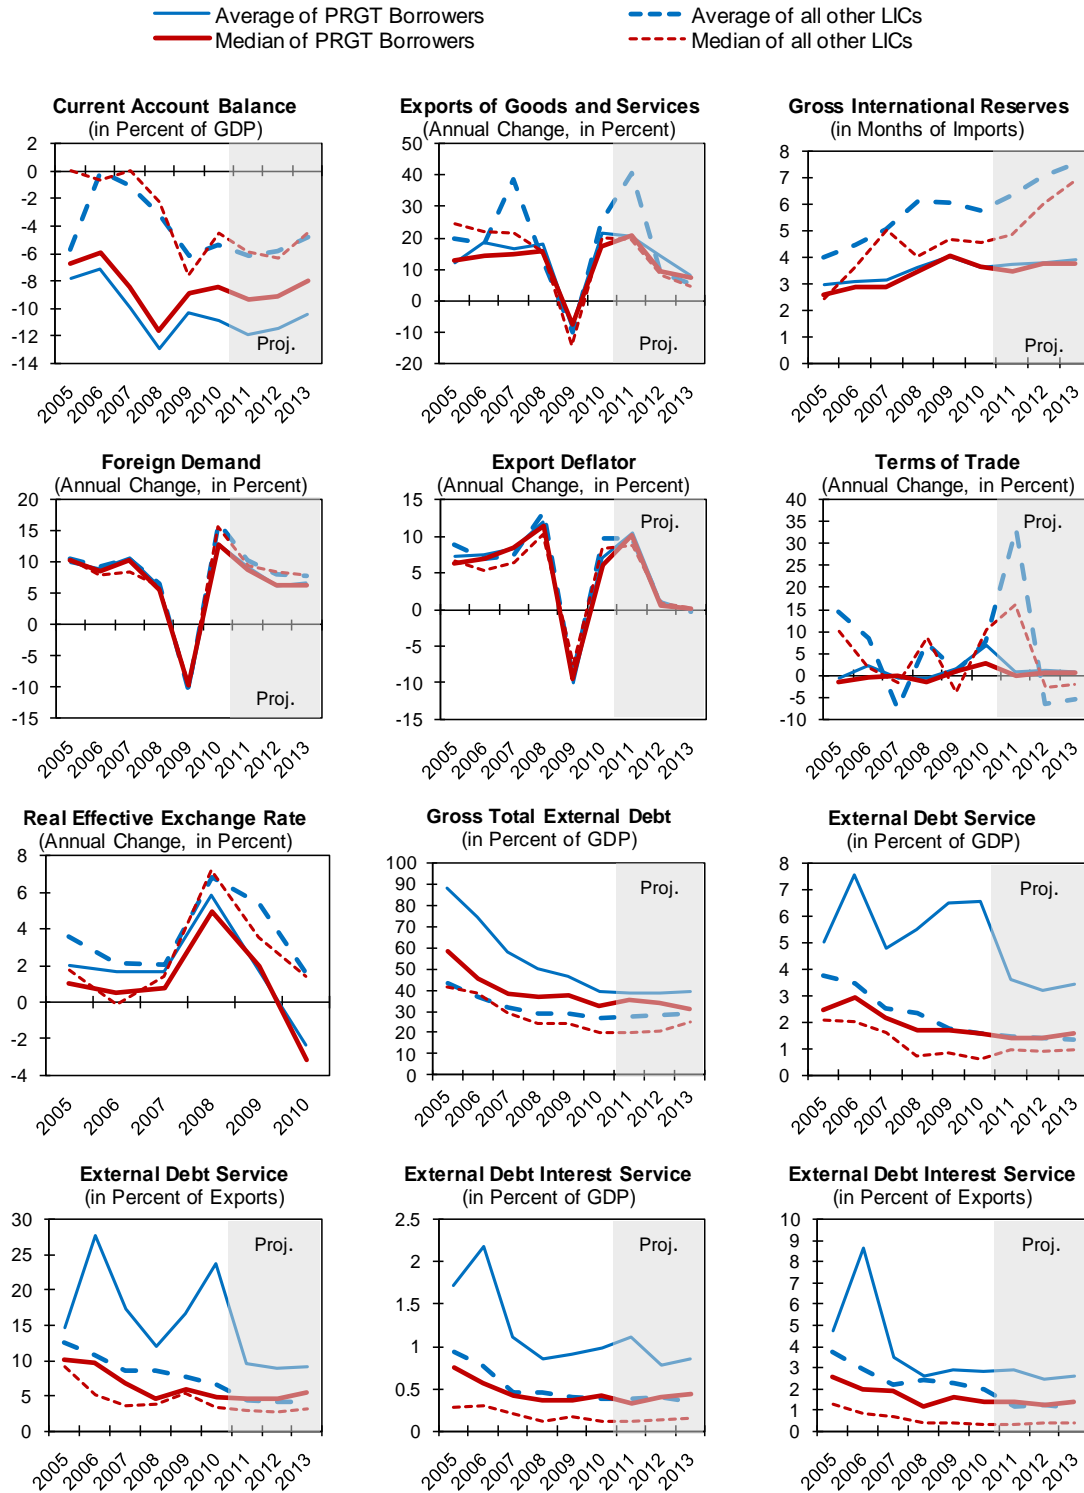 Average of PRGT Borrowers
Average of all other LICs
Median of PRGT Borrowers
Median of all other LICs
Current Account Balance
(in Percent of GDP)
2
0
-2
-4
-6
-8
-10
-12
-14
Proj.
2005 2006 2007 2008 2009 2010 2011 2012 2013
Exports of Goods and Services
(Annual Change, in Percent)
50
40
30
20
10
0
-10
-20
Proj.
2005 2006 2007 2008 2009 2010 2011 2012 2013
Gross International Reserves
(in Months of Imports)
8
7
6
5
4
3
2
1
0
Proj.
2005 2006 2007 2008 2009 2010 2011 2012 2013
Foreign Demand
(Annual Change, in Percent)
20
15
10
5
0
-5
-10
-15
Proj.
2005 2006 2007 2008 2009 2010 2011 2012 2013
Export Deflator
(Annual Change, in Percent)
15
10
5
0
-5
-10
-15
Proj.
2005 2006 2007 2008 2009 2010 2011 2012 2013
Terms of Trade
(Annual Change, in Percent)
40
35
30
25
20
15
10
5
0
-5
-10
Proj.
2005 2006 2007 2008 2009 2010 2011 2012 2013
Real Effective Exchange Rate
(Annual Change, in Percent)
8
6
4
2
0
-2
-4
2005 2006 2007 2008 2009 2010
Gross Total External Debt
(in Percent of GDP)
100
90
80
70
60
50
40
30
20
10
0
Proj.
2005 2006 2007 2008 2009 2010 2011 2012 2013
External Debt Service
(in Percent of GDP)
8
7
6
5
4
3
2
1
0
Proj.
2005 2006 2007 2008 2009 2010 2011 2012 2013
External Debt Service
(in Percent of Exports)
30
25
20
15
10
5
0
Proj.
2005 2006 2007 2008 2009 2010 2011 2012 2013
External Debt Interest Service
(in Percent of GDP)
2.5
2
1.5
1
0.5
0
Proj.
2005 2006 2007 2008 2009 2010 2011 2012 2013
External Debt Interest Service
(in Percent of Exports)
10
9
8
7
6
5
4
3
2
1
0
Proj.
2005 2006 2007 2008 2009 2010 2011 2012 2013